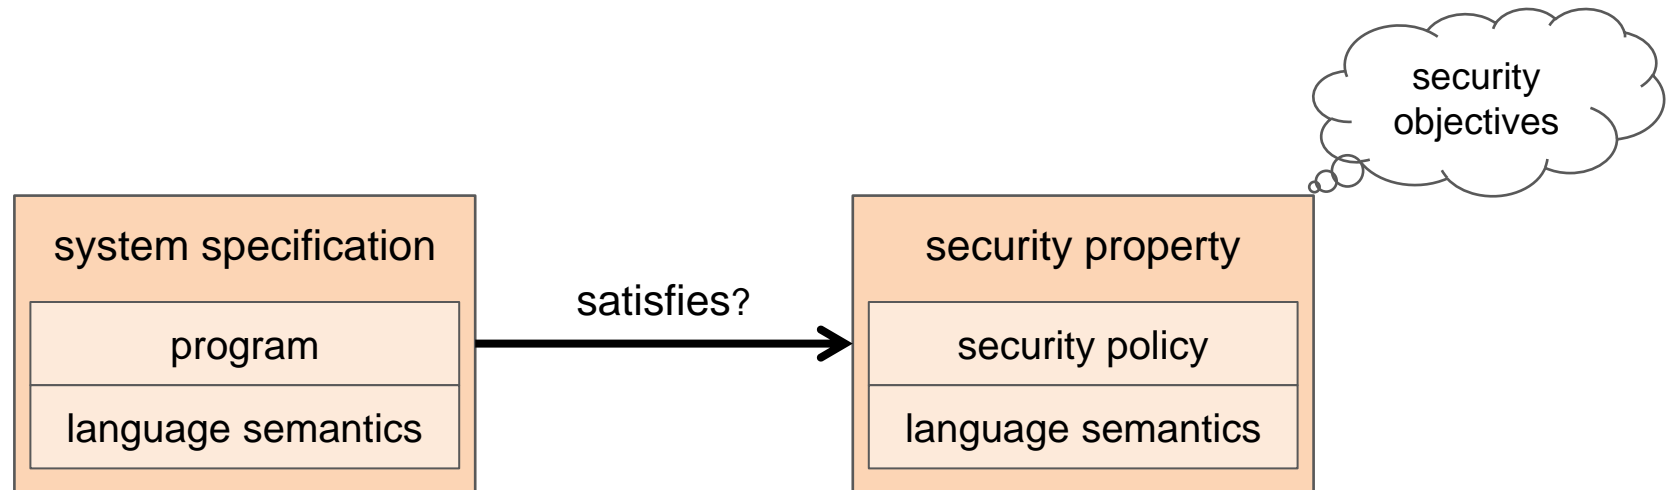 security
objectives
system specification
program
language semantics
satisfies?
security property
security policy
language semantics